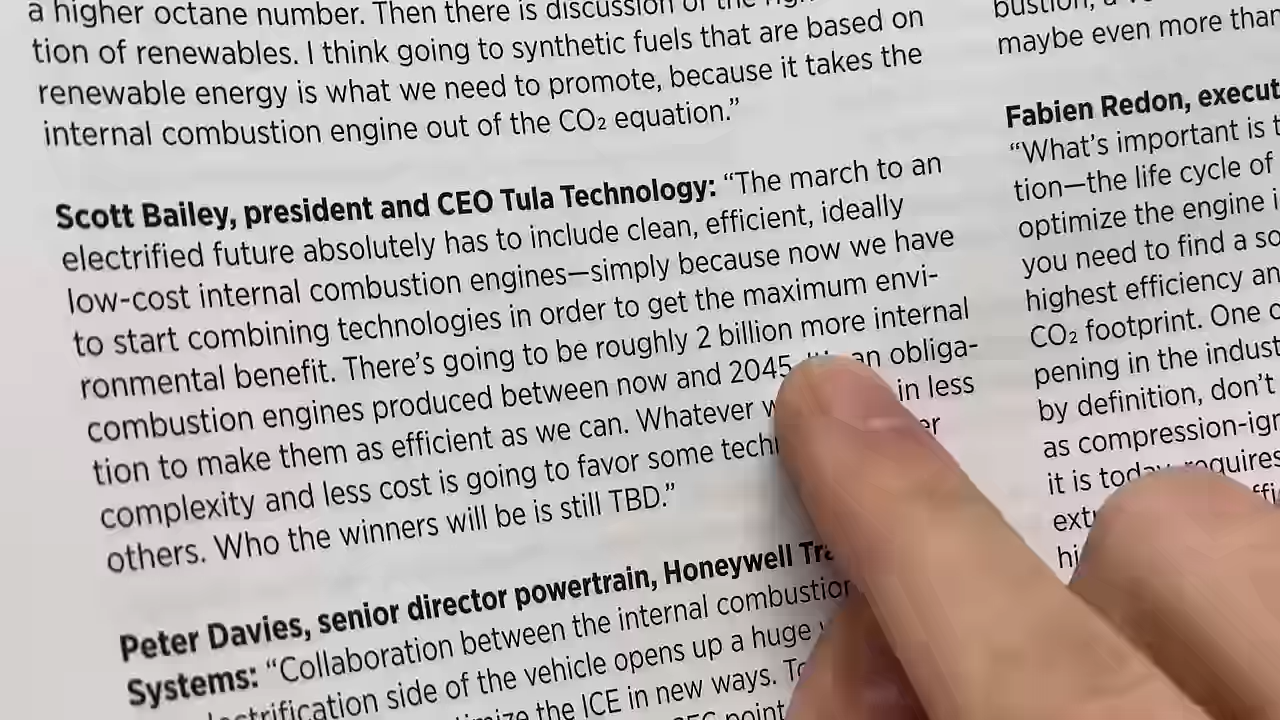 a higher octane number. Then there is discussion of the
tion of renewables. I think going to synthetic fuels that are based on
renewable energy is what we need to promote, because it takes the
internal combustion engine out of the CO₂ equation.”
Scott Bailey, president and CEO Tula Technology: “The march to an
electrified future absolutely has to include clean, efficient, ideally
low-cost internal combustion engines—simply because now we have
to start combining technologies in order to get the maximum envi-
ronmental benefit. There’s going to be roughly 2 billion more internal
combustion engines produced between now and 2045. an obliga-
tion to make them as efficient as we can. Whatever in less
complexity and less cost is going to favor some
others. Who the winners will be is still TBD.”
Peter Davies, senior director powertrain, Honeywell
Systems: “Collaboration between the internal combustion
side of the vehicle opens up a huge
the ICE in new ways.
point
maybe even more than
Fabien Redon,
“What’s important is
tion—the life cycle of
optimize the engine
you need to find a
highest efficiency
CO₂ footprint. One
pening in the
by definition, don’t
as
it is today requires